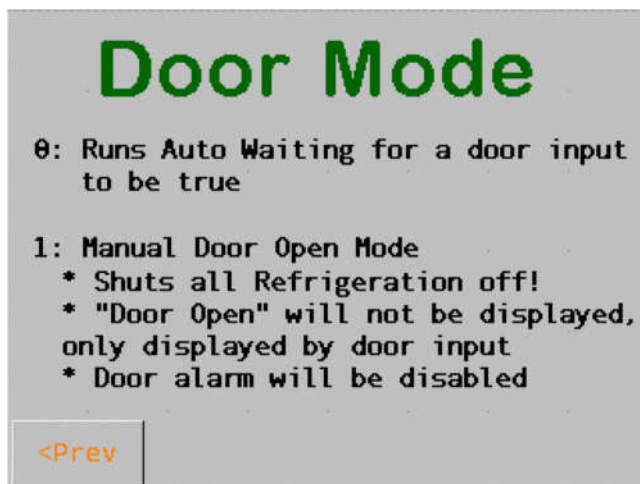 Door Mode
0: Runs Auto Waiting for a door input
to be true
1: Manual Door Open Mode
* Shuts all Refrigeration off!
* "Door Open" will not be displayed,
only displayed by door input
* Door alarm will be disabled
<Prev